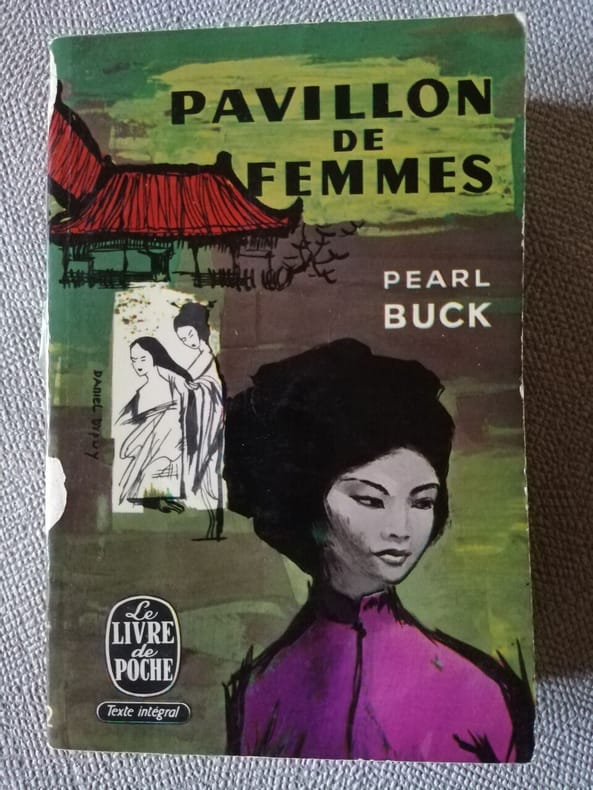 PAVILLON
DE
FEMMES
PEARL
BUCK
DANIEL DUPUY
Le
LIVRE
de
POCHE
Texte intégral